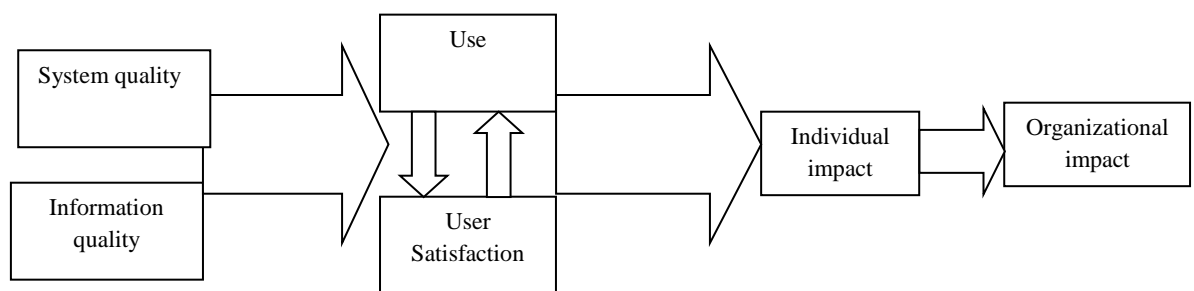 System quality
Information
quality
Use
User
Satisfaction
Individual
impact
Organizational
impact